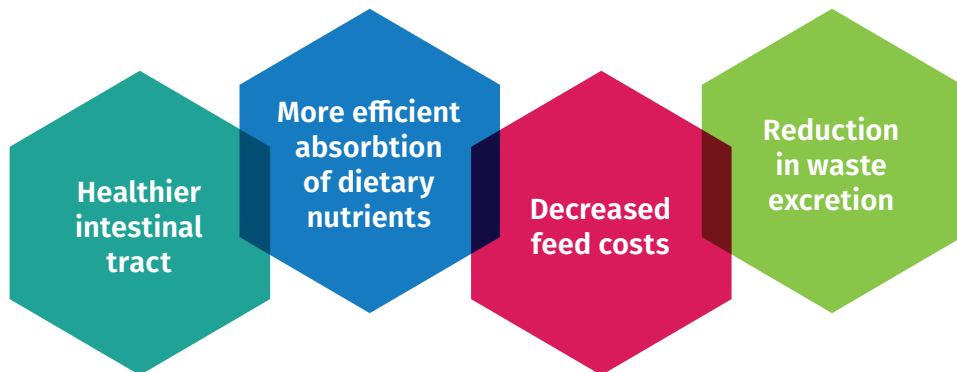 Healthier
intestinal
tract
More efficient
absorbtion
of dietary
nutrients
Decreased
feed costs
Reduction
in waste
excretion